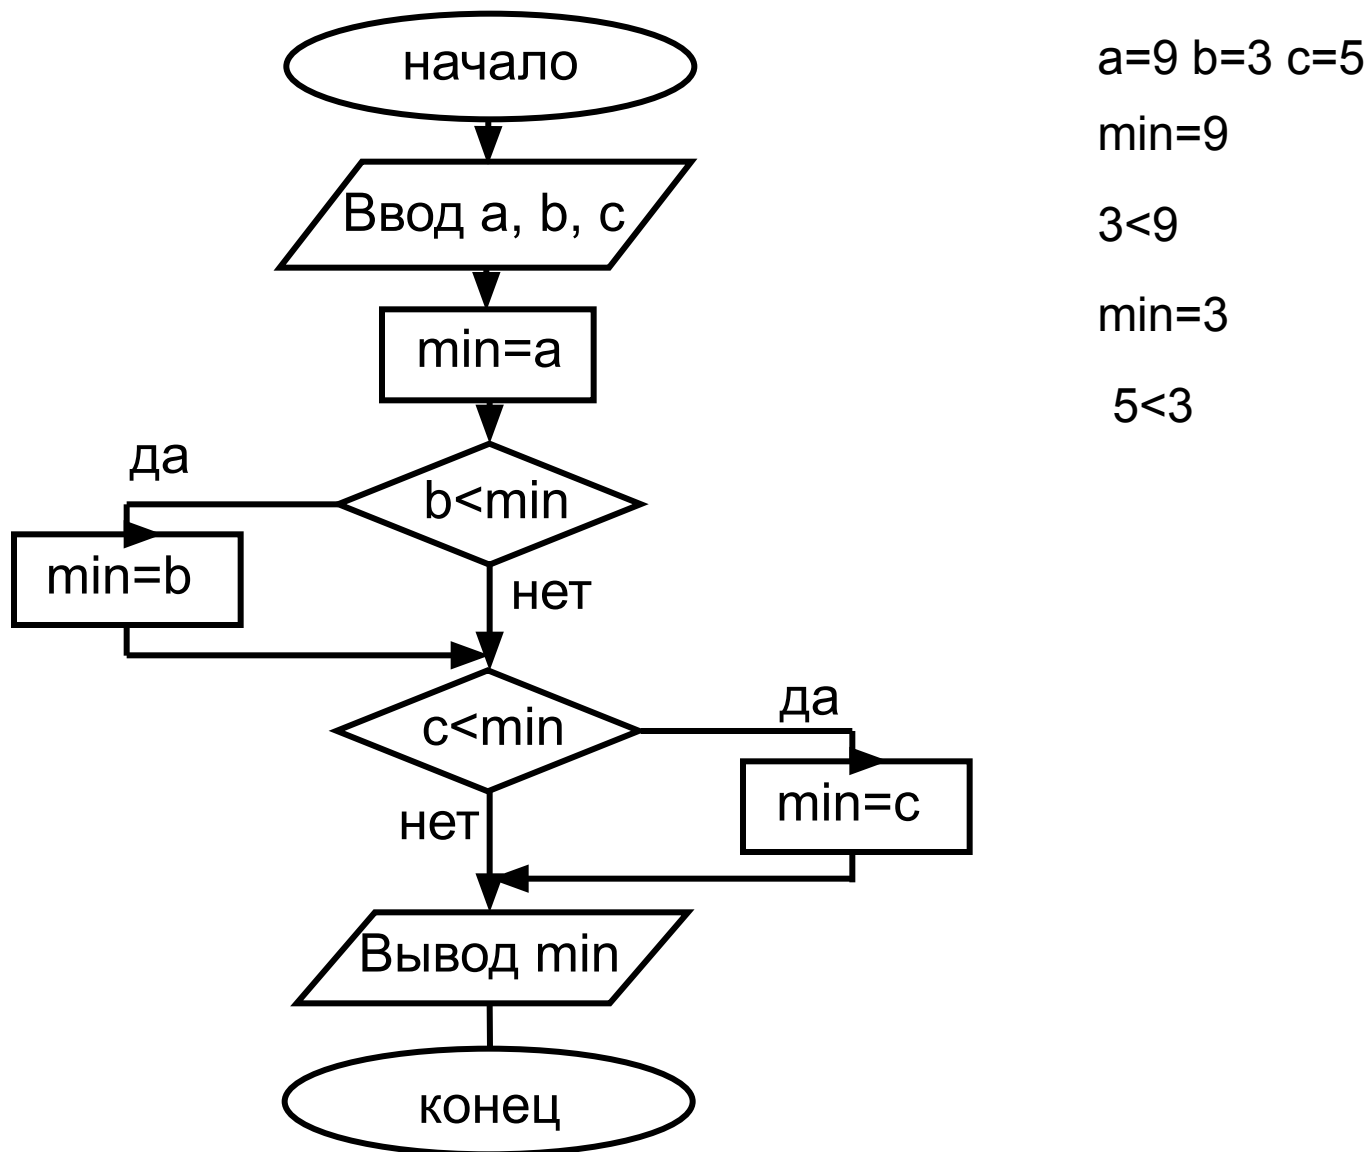 начало
Ввод a, b, c
min=a
b<min
да
min=b
нет
c<min
да
min=c
нет
Вывод min
конец
a=9 b=3 c=5
min=9
3<9
min=3
5<3